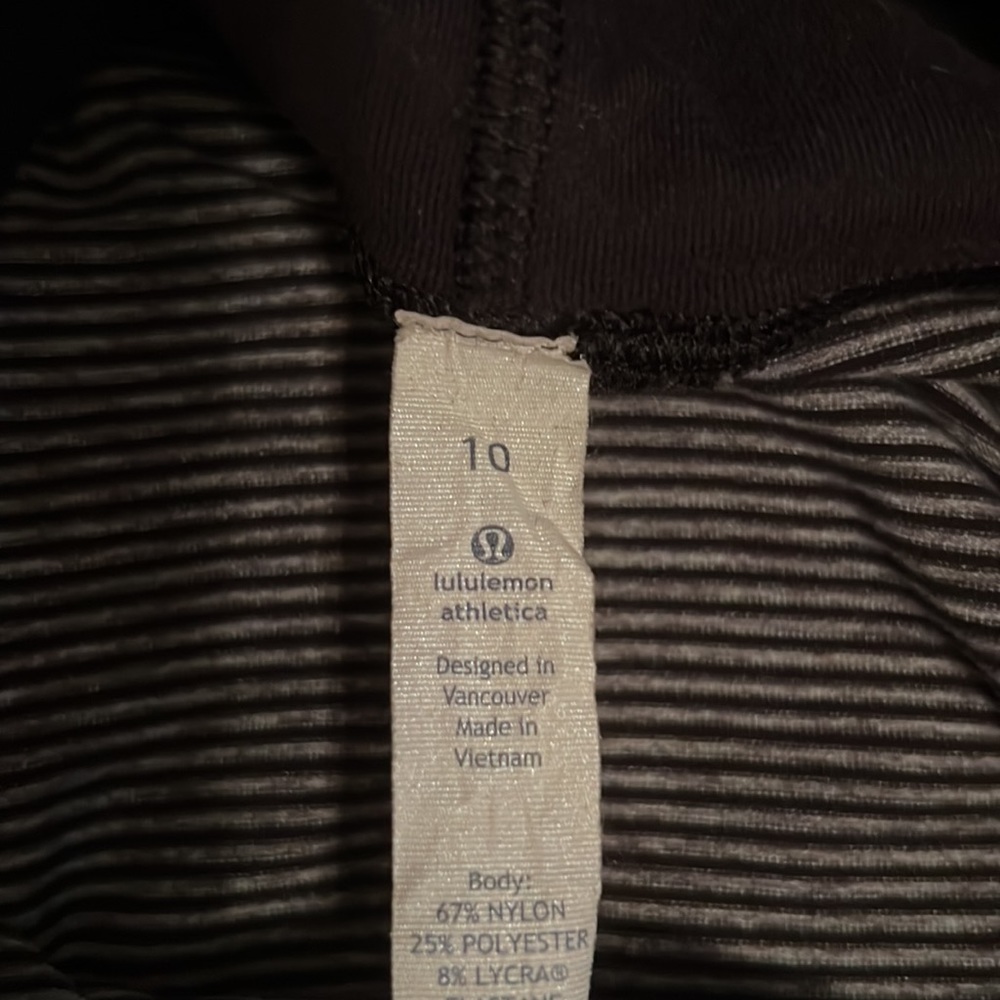 10
lululemon
athletica
Designed in
Vancouver
Made in
Vietnam
Body:
67% NYLON
25% POLYESTER
8% LYCRA®